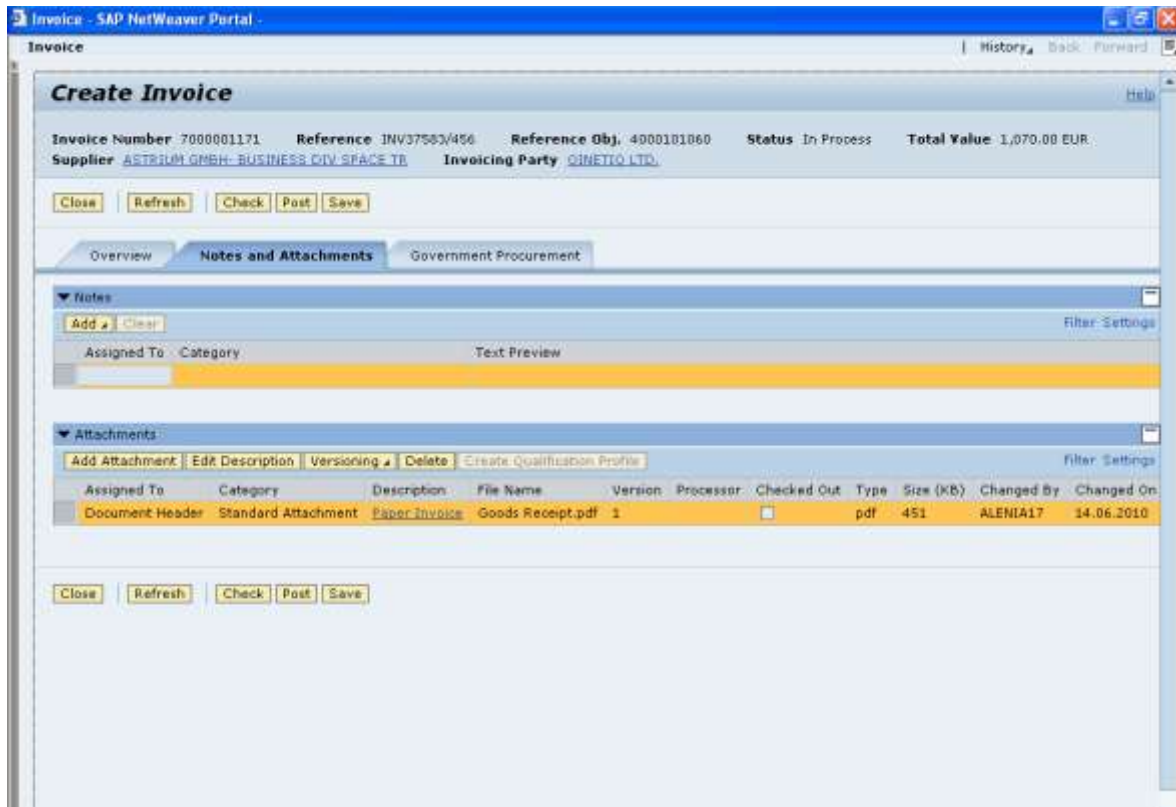 Invoice - SAP NetWeaver Portal -
Invoice | History Back Forward
Create Invoice Help
Invoice Number 7000001171 Reference INV37583/456 Reference Obj. 4000101060 Status In Process Total Value 1,070.00 EUR
Supplier ASTRIUM GMBH- BUSINESS DIV SPACE TR Invoicing Party QINETIQ LTD.
Close Refresh Check Post Save
Overview Notes and Attachments Government Procurement
Notes
Add Clear Filter Settings
Assigned To Category Text Preview
Attachments
Add Attachment Edit Description Versioning Delete Create Qualification Profile Filter Settings
Assigned To Category Description File Name Version Processor Checked Out Type Size (KB) Changed By Changed On
Document Header Standard Attachment Paper Invoice Goods Receipt.pdf 1 pdf 451 ALENIA17 14.06.2010
Close Refresh Check Post Save